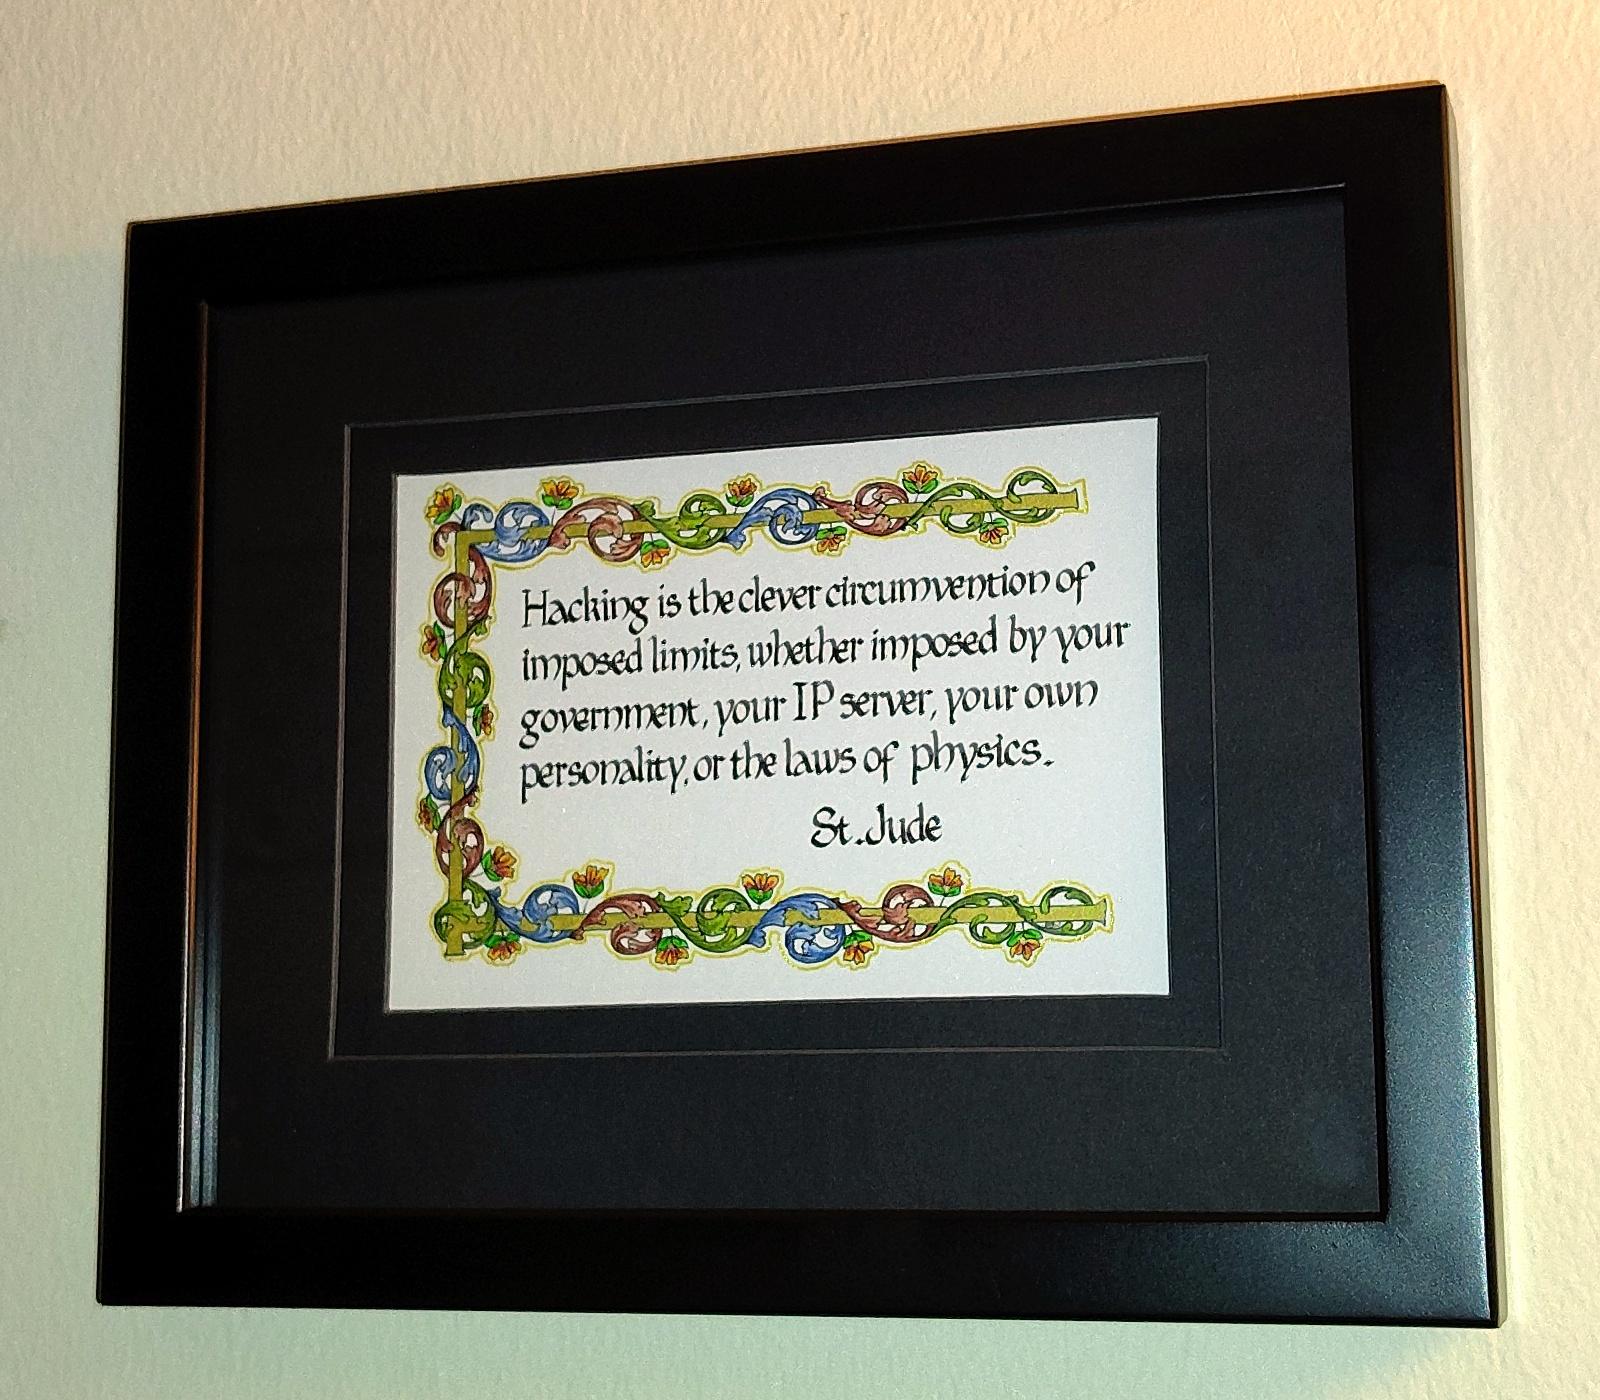 Hacking is the clever circumvention of
imposed limits, whether imposed by your
government, your IP server, your own
personality, or the laws of physics.
St. Jude